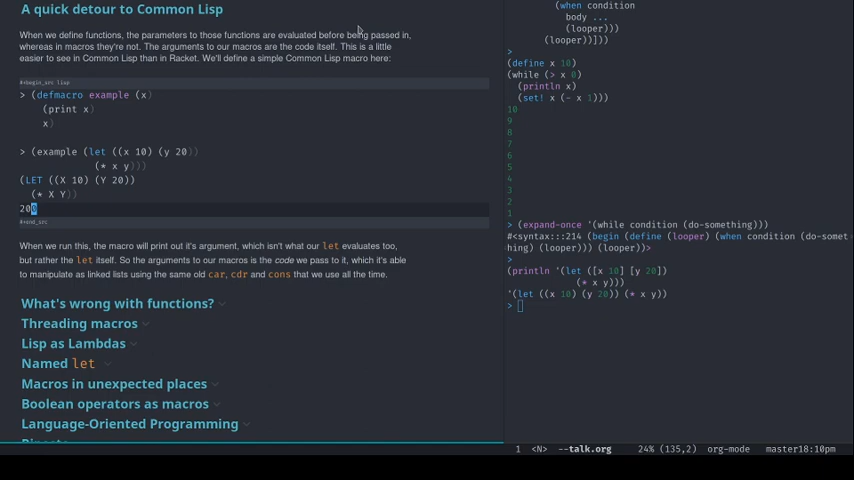 A quick detour to Common Lisp
When we define functions, the parameters to those functions are evaluated before being passed in,
whereas in macros they're not. The arguments to our macros are the code itself. This is a little
easier to see in Common Lisp than in Racket. We'll define a simple Common Lisp macro here:
#+begin_src lisp
> (defmacro example (x)
(print x)
x)
> (example (let ((x 10) (y 20))
(* x y)))
(LET ((X 10) (Y 20))
(* X Y))
200
#+end_src
When we run this, the macro will print out it's argument, which isn't what our let evaluates too,
but rather the let itself. So the arguments to our macros is the code we pass to it, which it's able
to manipulate as linked lists using the same old car, cdr and cons that we use all the time.
What's wrong with functions?
Threading macros
Lisp as Lambdas
Named let
Macros in unexpected places
Boolean operators as macros
Language-Oriented Programming
(when condition
body ...
(looper)))
(looper)]))
>
(define x 10)
(while (> x 0)
(println x)
(set! x (- x 1)))
10
9
8
7
6
5
4
3
2
1
> (expand-once '(while condition (do-something)))
#<syntax:::214 (begin (define (looper) (when condition (do-somet
hing) (looper))) (looper))>
>
(println '(let ([x 10] [y 20])
(* x y)))
'(let ((x 10) (y 20)) (* x y))
>
1 <N> --talk.org 24% (135,2) org-mode master18:10pm